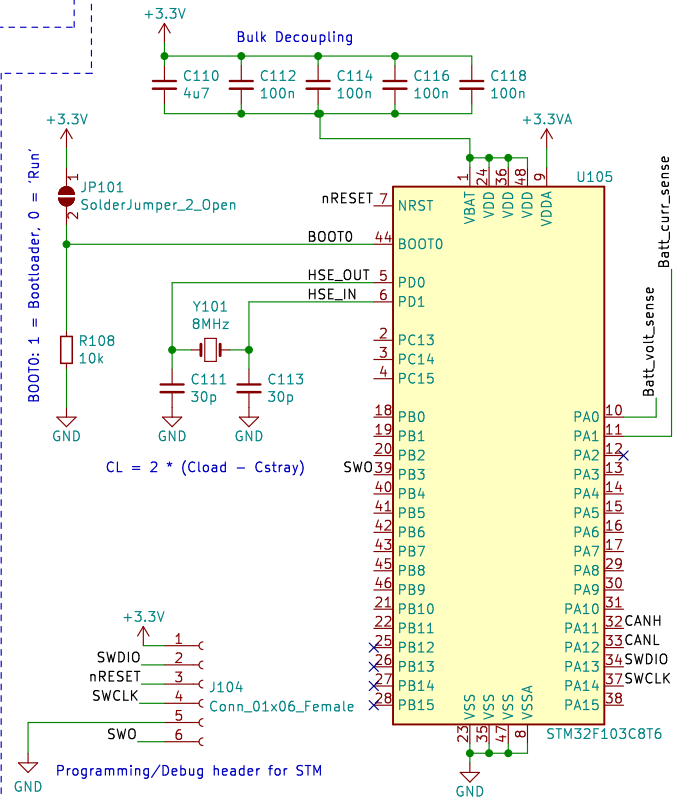 +3.3V
Bulk Decoupling
C110
4u7
C112
100n
C114
100n
C116
100n
C118
100n
+3.3V
+3.3VA
BOOT0: 1 = Bootloader, 0 = 'Run'
1
JP101
SolderJumper_2_Open
2
R108
10k
GND
U105
1
24
36
48
9
VBAT
VDD
VDD
VDD
VDDA
nRESET
7
NRST
BOOT0
44
BOOT0
HSE_OUT
5
PD0
HSE_IN
6
PD1
Y101
8MHz
C111
30p
C113
30p
GND
GND
CL = 2 * (Cload - Cstray)
2
PC13
3
PC14
4
PC15
18
PB0
19
PB1
20
PB2
SWO
39
PB3
40
PB4
41
PB5
42
PB6
43
PB7
45
PB8
46
PB9
21
PB10
22
PB11
25
PB12
26
PB13
27
PB14
28
PB15
Batt_volt_sense
Batt_curr_sense
PA0
10
PA1
11
PA2
12
PA3
13
PA4
14
PA5
15
PA6
16
PA7
17
PA8
29
PA9
30
PA10
31
PA11
32
CANH
PA12
33
CANL
PA13
34
SWDIO
PA14
37
SWCLK
PA15
38
VSS
VSS
VSS
VSSA
23
35
47
8
STM32F103C8T6
GND
+3.3V
1
SWDIO
2
nRESET
3
SWCLK
4
5
SWO
6
J104
Conn_01x06_Female
GND
Programming/Debug header for STM